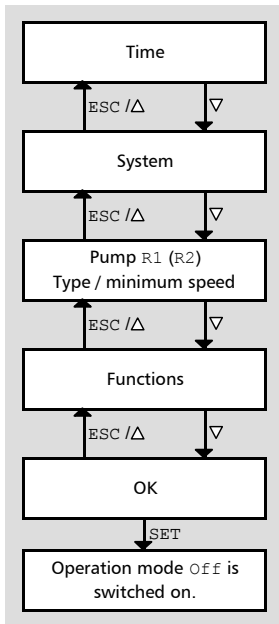 Time
ESC /△ ▽
System
ESC /△ ▽
Pump R1 (R2)
Type / minimum speed
ESC /△ ▽
Functions
ESC /△ ▽
OK
SET
Operation mode Off is
switched on.